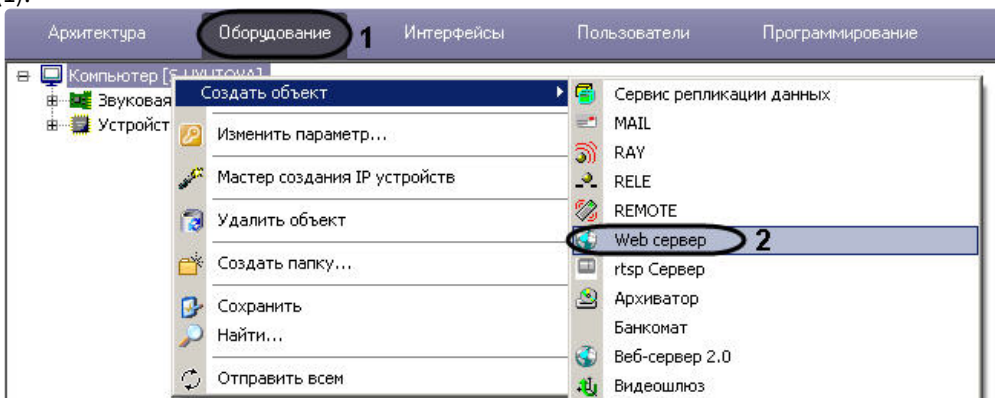 (1).
Архитектура Оборудование 1 Интерфейсы Пользователи Программирование
Компьютер
Звуковая
Устройст
Создать объект
Изменить параметр...
Мастер создания IP устройств
Удалить объект
Создать папку...
Сохранить
Найти...
Отправить всем
Сервис репликации данных
MAIL
RAY
RELE
REMOTE
Web сервер 2
rtsp Сервер
Архиватор
Банкомат
Веб-сервер 2.0
Видеошлюз